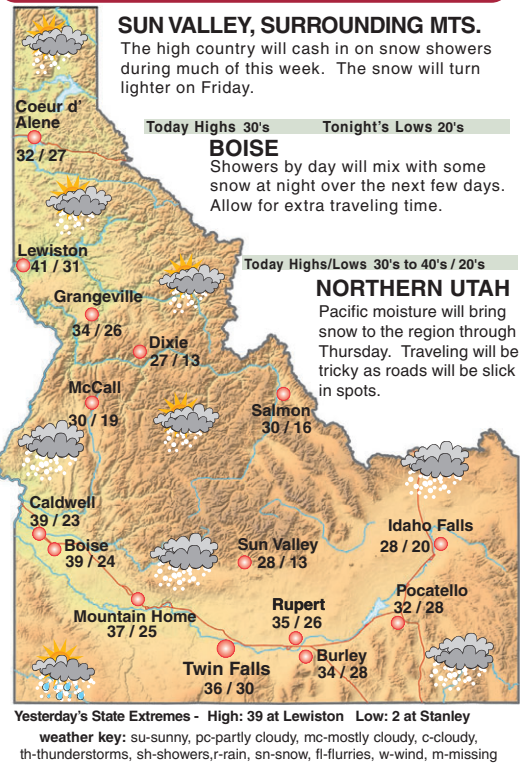 SUN VALLEY, SURROUNDING MTS.
The high country will cash in on snow showers
during much of this week. The snow will turn
lighter on Friday.
Today Highs 30's Tonight's Lows 20's
BOISE
Showers by day will mix with some
snow at night over the next few days.
Allow for extra traveling time.
Today Highs/Lows 30's to 40's / 20's
NORTHERN UTAH
Pacific moisture will bring
snow to the region through
Thursday. Traveling will be
tricky as roads will be slick
in spots.
Coeur d'
Alene
32 / 27
Lewiston
41 / 31
Grangeville
34 / 26
Dixie
27 / 13
McCall
30 / 19
Salmon
30 / 16
Caldwell
39 / 23
Boise
39 / 24
Sun Valley
28 / 13
Idaho Falls
28 / 20
Mountain Home
37 / 25
Rupert
35 / 26
Pocatello
32 / 28
Twin Falls
36 / 30
Burley
34 / 28
Yesterday's State Extremes - High: 39 at Lewiston Low: 2 at Stanley
weather key: su-sunny, pc-partly cloudy, mc-mostly cloudy, c-cloudy,
th-thunderstorms, sh-showers,r-rain, sn-snow, fl-flurries, w-wind, m-missing